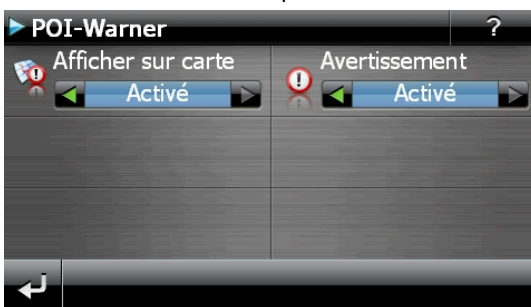 POI-Warner ?
Afficher sur carte
Activé
Avertissement
Activé